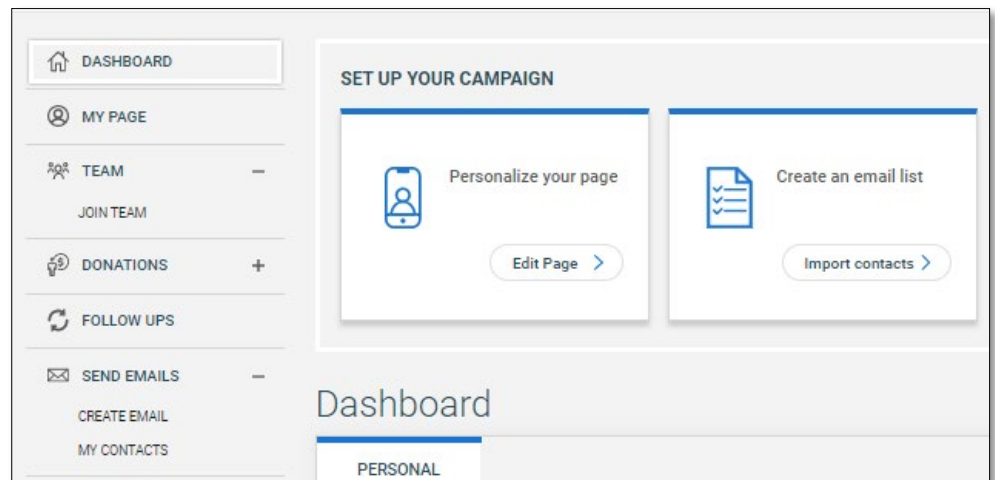 DASHBOARD
MY PAGE
TEAM
JOIN TEAM
DONATIONS
FOLLOW UPS
SEND EMAILS
CREATE EMAIL
MY CONTACTS
SET UP YOUR CAMPAIGN
Personalize your page
Edit Page
Create an email list
Import contacts
Dashboard
PERSONAL